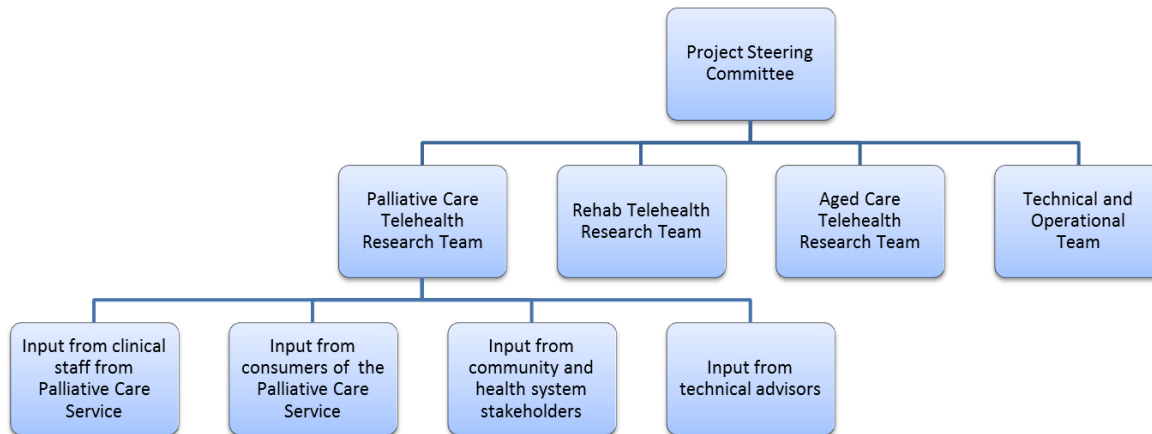 Project Steering
Committee
Palliative Care
Telehealth
Research Team
Rehab Telehealth
Research Team
Aged Care
Telehealth
Research Team
Technical and
Operational
Team
Input from clinical
staff from
Palliative Care
Service
Input from
consumers of the
Palliative Care
Service
Input from
community and
health system
stakeholders
Input from
technical advisors